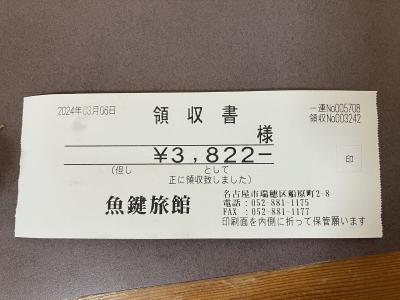 2024年03月06日
領収書
一連No005708
領収No003242
様
¥3,822-
印
(但し として
正に領収致しました)
魚鍵旅館
名古屋市瑞穂区船原町2-8
電話:052-881-1175
FAX :052-881-1177
印刷面を内側に折って保管願います